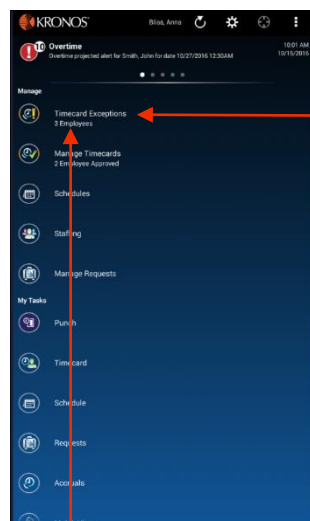 KRONOS Bliss, Anna
10 Overtime 10:01 AM
Overtime projected alert for Smith, John for date 10/27/2016 12:30AM 10/15/2016
Manage
Timecard Exceptions
3 Employees
Manage Timecards
2 Employee Approved
Schedules
Staffing
Manage Requests
My Tasks
Punch
Timecard
Schedule
Requests
Accruals